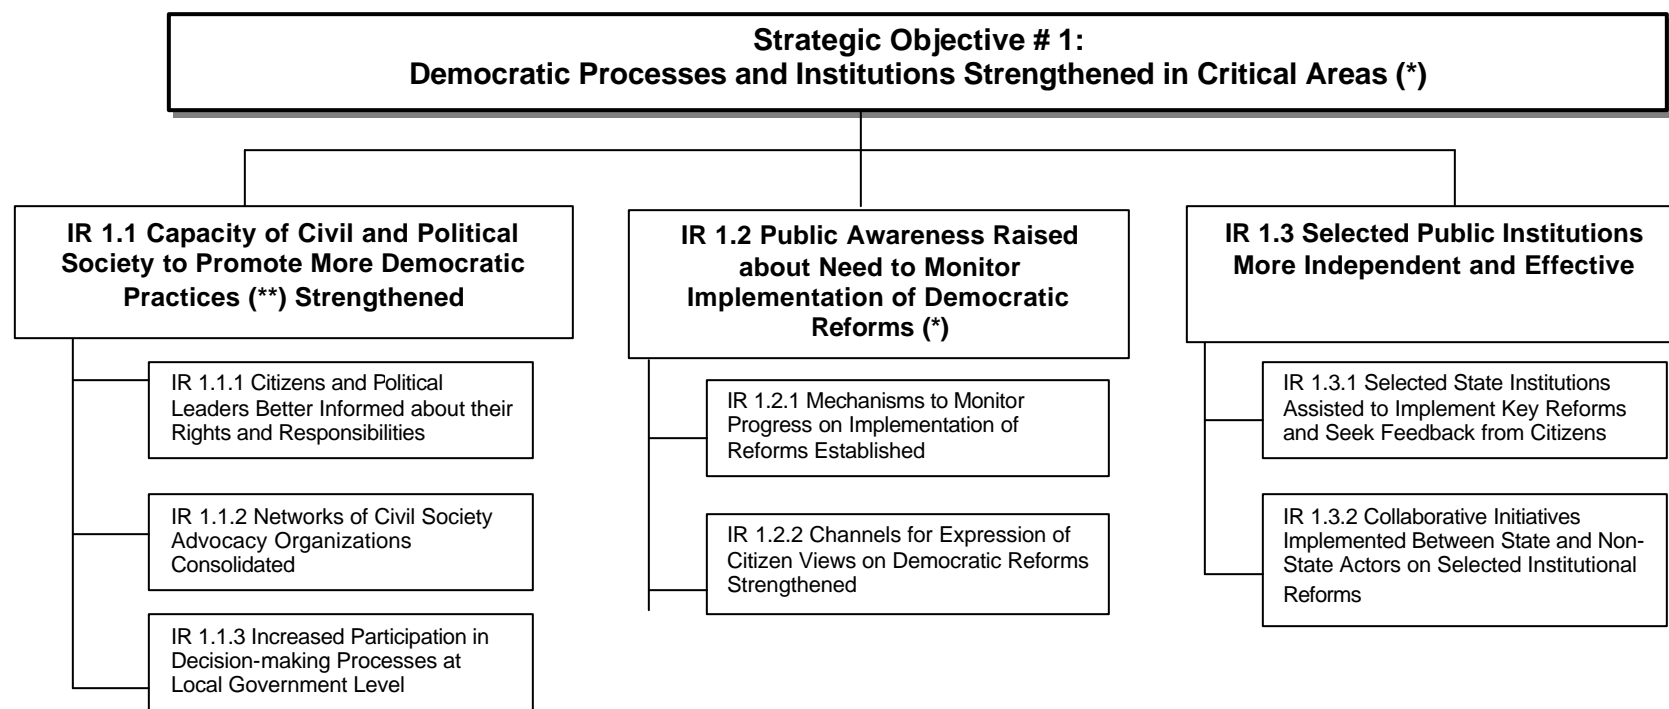 Strategic Objective # 1:
Democratic Processes and Institutions Strengthened in Critical Areas (*)
IR 1.1 Capacity of Civil and Political
Society to Promote More Democratic
Practices (**) Strengthened
IR 1.1.1 Citizens and Political
Leaders Better Informed about their
Rights and Responsibilities
IR 1.1.2 Networks of Civil Society
Advocacy Organizations
Consolidated
IR 1.1.3 Increased Participation in
Decision-making Processes at
Local Government Level
IR 1.2 Public Awareness Raised
about Need to Monitor
Implementation of Democratic
Reforms (*)
IR 1.2.1 Mechanisms to Monitor
Progress on Implementation of
Reforms Established
IR 1.2.2 Channels for Expression of
Citizen Views on Democratic Reforms
Strengthened
IR 1.3 Selected Public Institutions
More Independent and Effective
IR 1.3.1 Selected State Institutions
Assisted to Implement Key Reforms
and Seek Feedback from Citizens
IR 1.3.2 Collaborative Initiatives
Implemented Between State and Non-
State Actors on Selected Institutional
Reforms